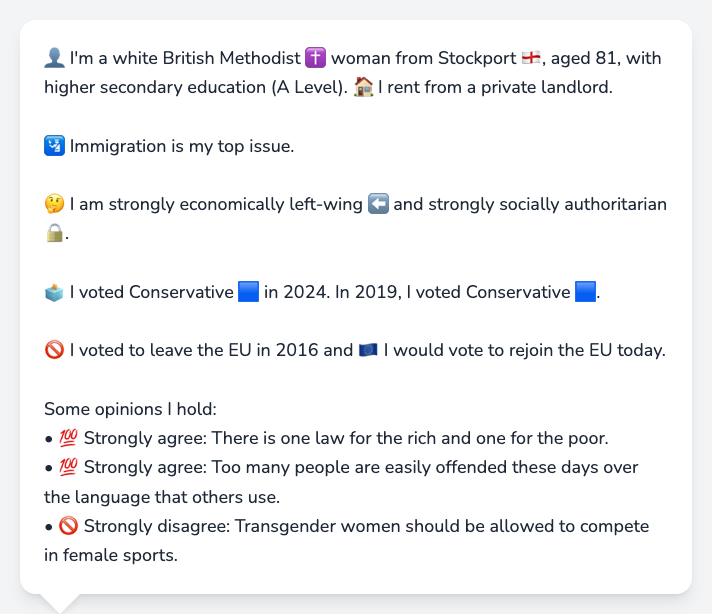 👤 I'm a white British Methodist ✝️ woman from Stockport 🏴󠁧󠁢󠁥󠁮󠁧󠁿, aged 81, with
higher secondary education (A Level). 🏠 I rent from a private landlord.
🛂 Immigration is my top issue.
🤔 I am strongly economically left-wing ⬅️ and strongly socially authoritarian
🔒.
🗳️ I voted Conservative 🟦 in 2024. In 2019, I voted Conservative 🟦.
🚫 I voted to leave the EU in 2016 and 🇪🇺 I would vote to rejoin the EU today.
Some opinions I hold:
• 💯 Strongly agree: There is one law for the rich and one for the poor.
• 💯 Strongly agree: Too many people are easily offended these days over
the language that others use.
• 🚫 Strongly disagree: Transgender women should be allowed to compete
in female sports.